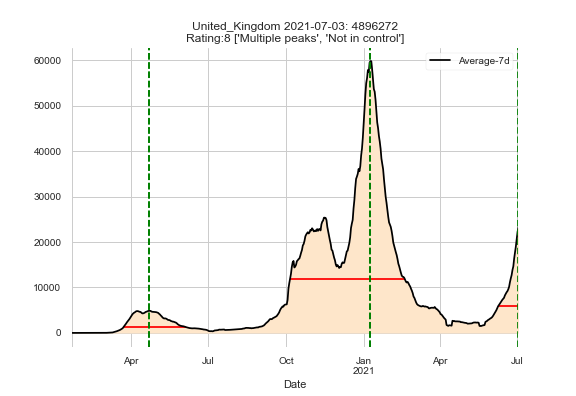 United_Kingdom 2021-07-03: 4896272
Rating:8 ['Multiple peaks', 'Not in control']
Average-7d
60000
50000
40000
30000
20000
10000
0
Apr Jul Oct Jan Apr Jul
2021
Date